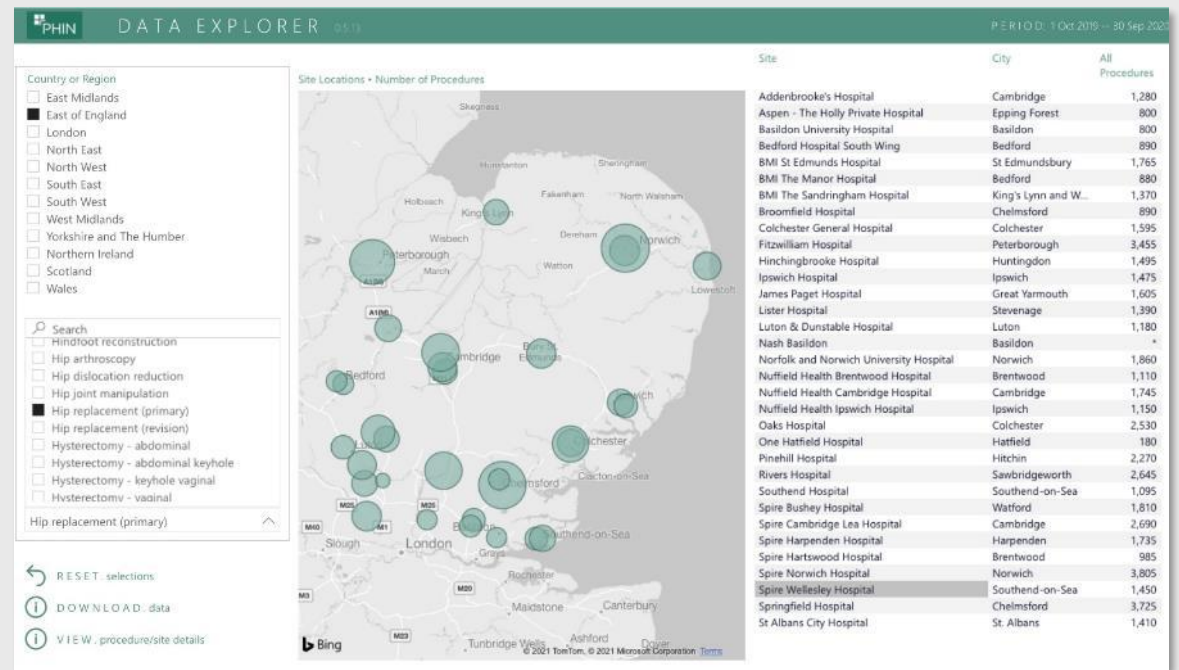 PHIN DATA EXPLORER 0.5.13 PERIOD: 1 Oct 2019 -- 30 Sep 2020
Country or Region
East Midlands
East of England
London
North East
North West
South East
South West
West Midlands
Yorkshire and The Humber
Northern Ireland
Scotland
Wales
Search
Hindfoot reconstruction
Hip arthroscopy
Hip dislocation reduction
Hip joint manipulation
Hip replacement (primary)
Hip replacement (revision)
Hysterectomy - abdominal
Hysterectomy - abdominal keyhole
Hysterectomy - keyhole vaginal
Hysterectomy - vaginal
Hip replacement (primary)
RESET. selections
DOWNLOAD. data
VIEW. procedure/site details
Site Locations • Number of Procedures
Skegness
Hunstanton
Sheringham
Fakenham
North Walsham
Holbeach
King's Lynn
Wisbech
Dereham
Norwich
March
Watton
Lowestoft
A1(M)
Bury St. Edmunds
Bedford
Clacton-on-Sea
M25
M25
M40
M1
Slough
London
Grays
Southend-on-Sea
Rochester
M3
M20
Maidstone
Canterbury
M23
Tunbridge Wells
Ashford
Dover
Bing
© 2021 TomTom, © 2021 Microsoft Corporation Terms
Site City All Procedures
Addenbrooke's Hospital Cambridge 1,280
Aspen - The Holly Private Hospital Epping Forest 800
Basildon University Hospital Basildon 800
Bedford Hospital South Wing Bedford 890
BMI St Edmunds Hospital St Edmundsbury 1,765
BMI The Manor Hospital Bedford 880
BMI The Sandringham Hospital King's Lynn and W... 1,370
Broomfield Hospital Chelmsford 890
Colchester General Hospital Colchester 1,595
Fitzwilliam Hospital Peterborough 3,455
Hinchingbrooke Hospital Huntingdon 1,495
Ipswich Hospital Ipswich 1,475
James Paget Hospital Great Yarmouth 1,605
Lister Hospital Stevenage 1,390
Luton & Dunstable Hospital Luton 1,180
Nash Basildon Basildon *
Norfolk and Norwich University Hospital Norwich 1,860
Nuffield Health Brentwood Hospital Brentwood 1,110
Nuffield Health Cambridge Hospital Cambridge 1,745
Nuffield Health Ipswich Hospital Ipswich 1,150
Oaks Hospital Colchester 2,530
One Hatfield Hospital Hatfield 180
Pinehill Hospital Hitchin 2,270
Rivers Hospital Sawbridgeworth 2,645
Southend Hospital Southend-on-Sea 1,095
Spire Bushey Hospital Watford 1,810
Spire Cambridge Lea Hospital Cambridge 2,690
Spire Harpenden Hospital Harpenden 1,735
Spire Hartswood Hospital Brentwood 985
Spire Norwich Hospital Norwich 3,805
Spire Wellesley Hospital Southend-on-Sea 1,450
Springfield Hospital Chelmsford 3,725
St Albans City Hospital St. Albans 1,410